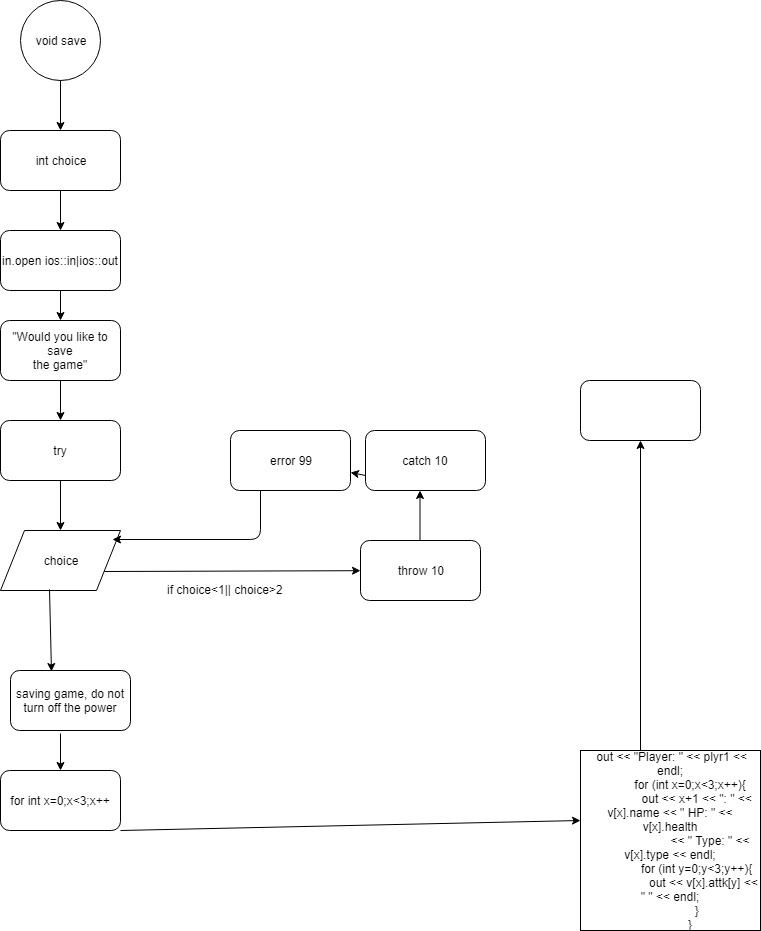 void save
int choice
in.open ios::in|ios::out
"Would you like to
save
the game"
try
error 99
catch 10
choice
throw 10
if choice<1|| choice>2
saving game, do not
turn off the power
for int x=0;x<3;x++
out << "Player: " << plyr1 <<
endl;
for (int x=0;x<3;x++){
out << x+1 << ": " <<
v[x].name << " HP: " <<
v[x].health
<< " Type: " <<
v[x].type << endl;
for (int y=0;y<3;y++){
out << v[x].attk[y] <<
" " << endl;
}
}